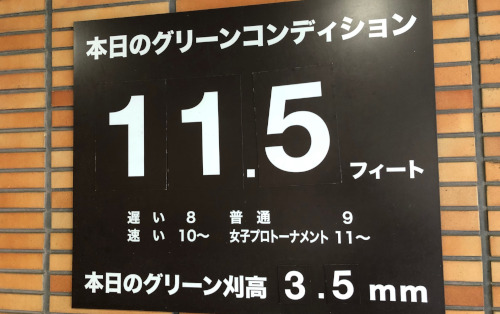 本日のグリーンコンディション
11.5 フィート
遅い 8 普通 9
速い 10〜 女子プロトーナメント 11〜
本日のグリーン刈高 3.5 mm